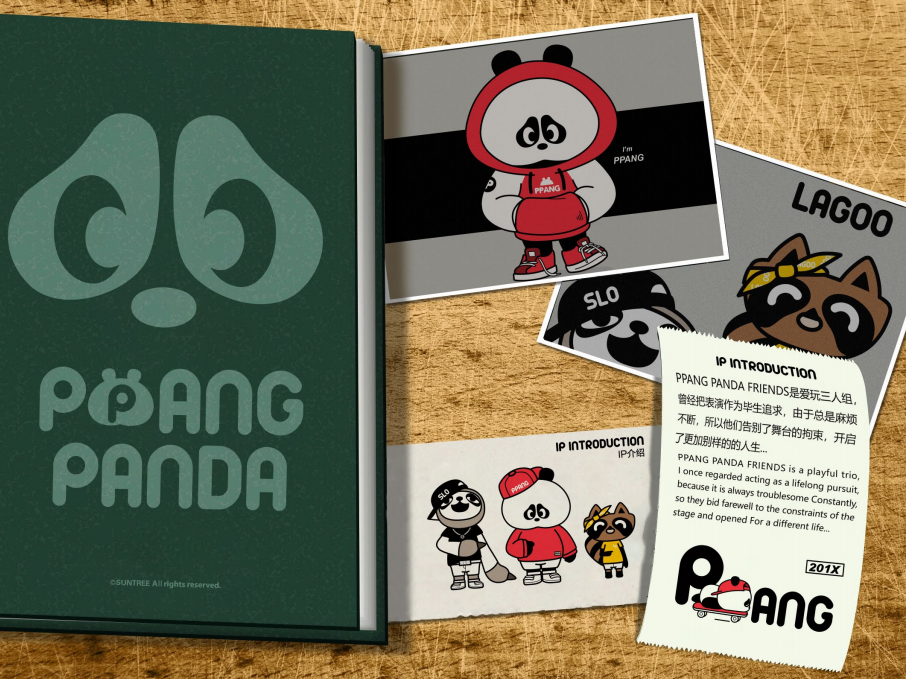 PPANG
PANDA
©SUNTREE All rights reserved.
I'm
PPANG
P
PPANG
LAGOO
SLO
IP INTRODUCTION
IP介绍
SLO
PPANG
IP INTRODUCTION
PPANG PANDA FRIENDS是爱玩三人组，
曾经把表演作为毕生追求，由于总是麻烦
不断，所以他们告别了舞台的拘束，开启
了更加别样的的人生...
PPANG PANDA FRIENDS is a playful trio,
I once regarded acting as a lifelong pursuit,
because it is always troublesome Constantly,
so they bid farewell to the constraints of the
stage and opened For a different life...
201X
PPANG